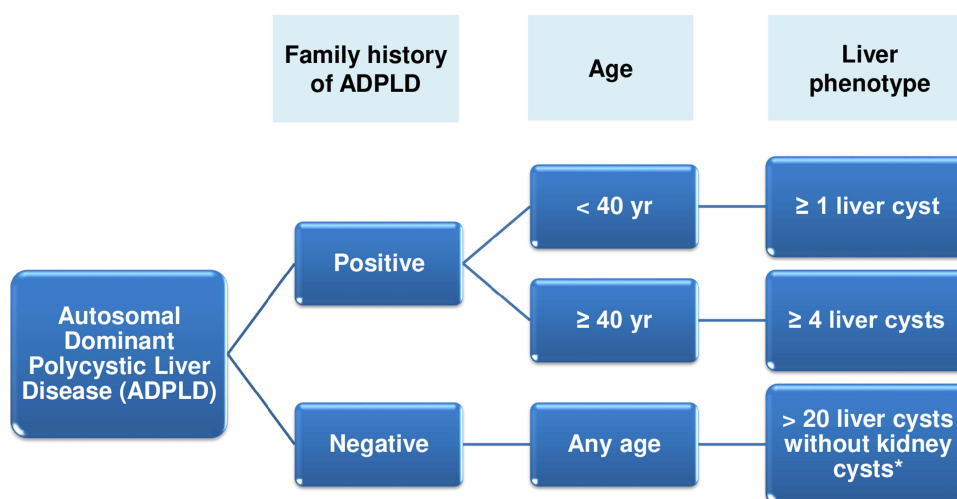 Family history
of ADPLD
Age
Liver
phenotype
< 40 yr
≥ 1 liver cyst
Positive
≥ 40 yr
≥ 4 liver cysts
Autosomal
Dominant
Polycystic Liver
Disease (ADPLD)
Negative
Any age
> 20 liver cysts
without kidney
cysts*